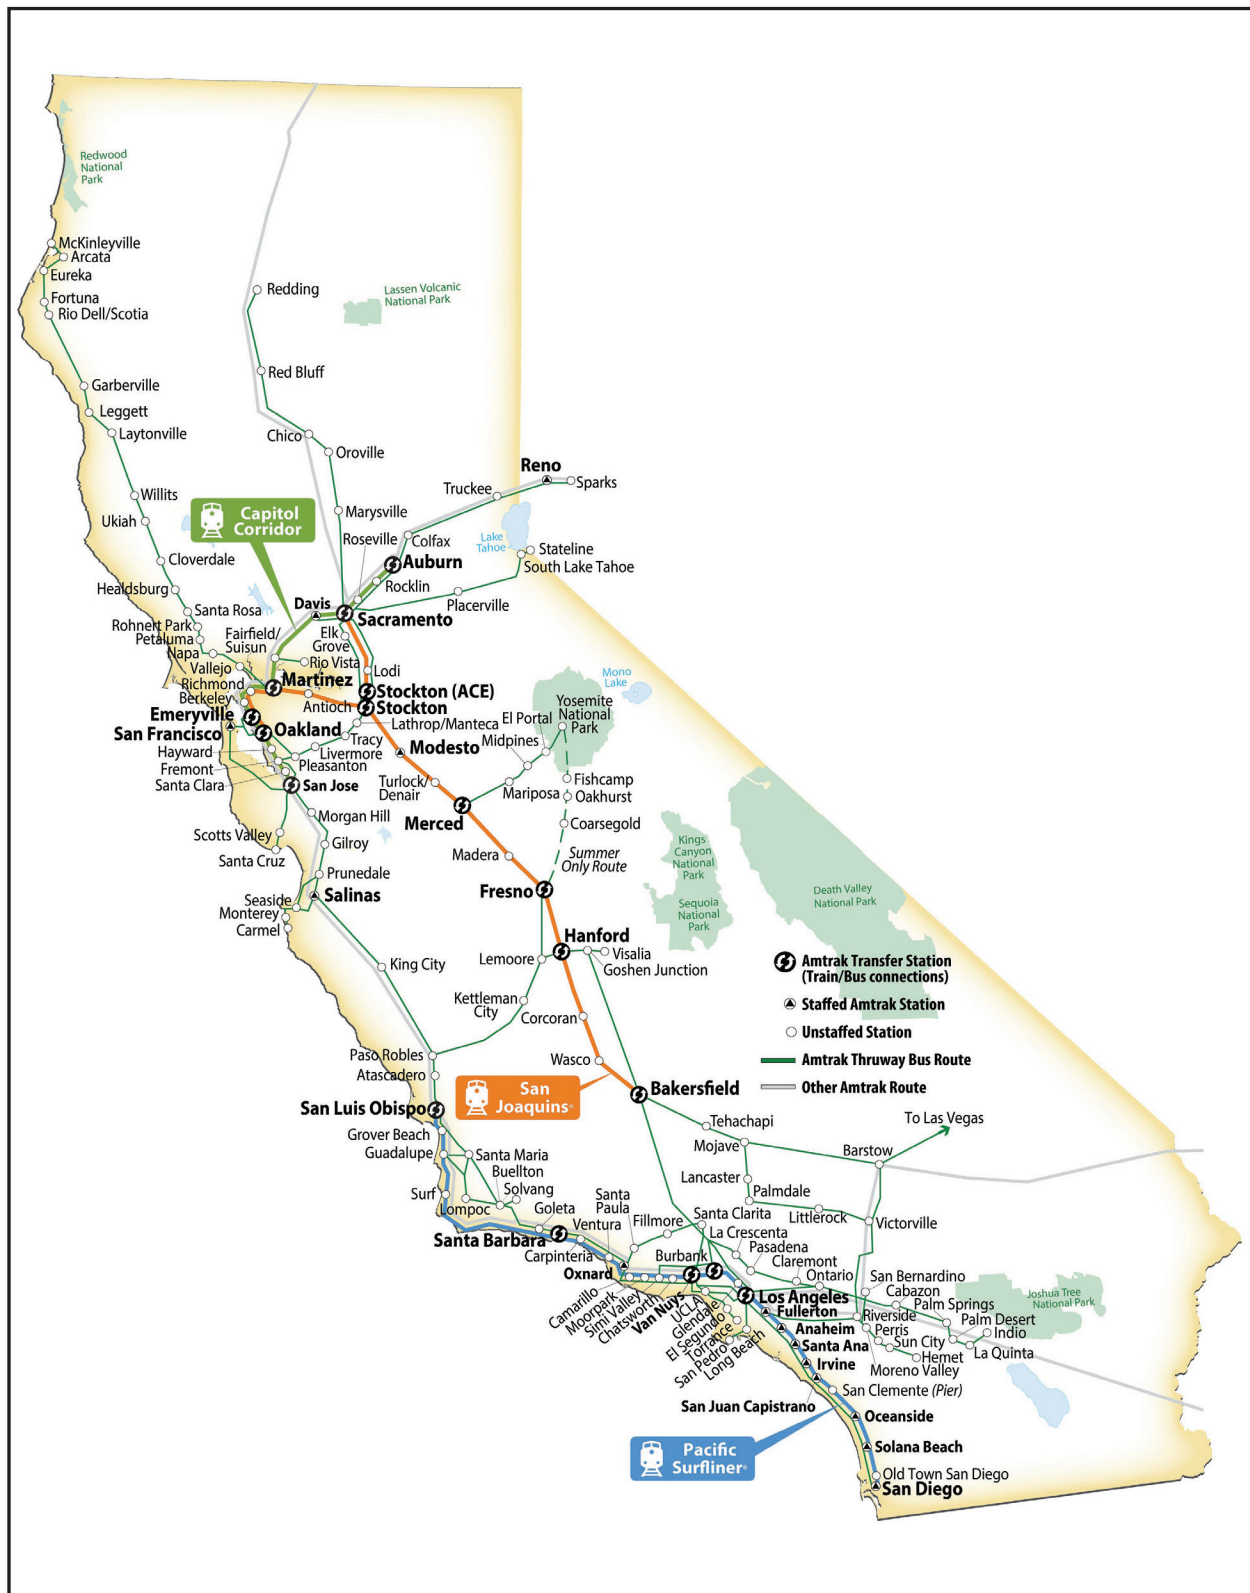 Redwood
National
Park
McKinleyville
Arcata
Eureka
Fortuna
Rio Dell/Scotia
Redding
Lassen Volcanic
National Park
Garberville
Red Bluff
Leggett
Laytonville
Chico
Oroville
Reno
Truckee
Sparks
Willits
Capitol
Corridor
Marysville
Ukiah
Roseville
Colfax
Lake
Tahoe
Stateline
South Lake Tahoe
Cloverdale
Auburn
Healdsburg
Rocklin
Placerville
Santa Rosa
Davis
Sacramento
Rohnert Park
Petaluma
Napa
Fairfield/
Suisun
Elk
Grove
Vallejo
Rio Vista
Lodi
Mono
Lake
Richmond
Martinez
Berkeley
Antioch
Stockton (ACE)
Stockton
Yosemite
National
Park
El Portal
Emeryville
San Francisco
Oakland
Lathrop/Manteca
Tracy
Modesto
Midpines
Hayward
Livermore
Fremont
Pleasanton
Santa Clara
San Jose
Turlock/
Denair
Mariposa
Fishcamp
Oakhurst
Morgan Hill
Merced
Coarsegold
Scotts Valley
Gilroy
Santa Cruz
Madera
Summer
Only Route
Kings
Canyon
National
Park
Prunedale
Salinas
Fresno
Sequoia
National
Park
Death Valley
National Park
Seaside
Monterey
Carmel
Hanford
King City
Lemoore
Visalia
Goshen Junction
Amtrak Transfer Station
(Train/Bus connections)
Kettleman
City
Staffed Amtrak Station
Corcoran
Unstaffed Station
Paso Robles
Wasco
Amtrak Thruway Bus Route
Atascadero
San
Joaquins®
Bakersfield
Other Amtrak Route
San Luis Obispo
Grover Beach
Tehachapi
To Las Vegas
Guadalupe
Santa Maria
Mojave
Barstow
Buellton
Solvang
Lancaster
Surf
Lompoc
Goleta
Santa
Paula
Palmdale
Littlerock
Victorville
Fillmore
Santa Clarita
Santa Barbara
Ventura
La Crescenta
Carpinteria
Burbank
Pasadena
Claremont
Oxnard
Ontario
San Bernardino
Cabazon
Joshua Tree
National Park
Camarillo
Moorpark
Simi Valley
Chatsworth
Van Nuys
UCLA
Glendale
El Segundo
Torrance
San Pedro
Long Beach
Los Angeles
Fullerton
Palm Springs
Palm Desert
Indio
Anaheim
Riverside
Perris
Sun City
La Quinta
Santa Ana
Hemet
Irvine
Moreno Valley
San Juan Capistrano
San Clemente (Pier)
Oceanside
Pacific
Surfliner®
Solana Beach
Old Town San Diego
San Diego